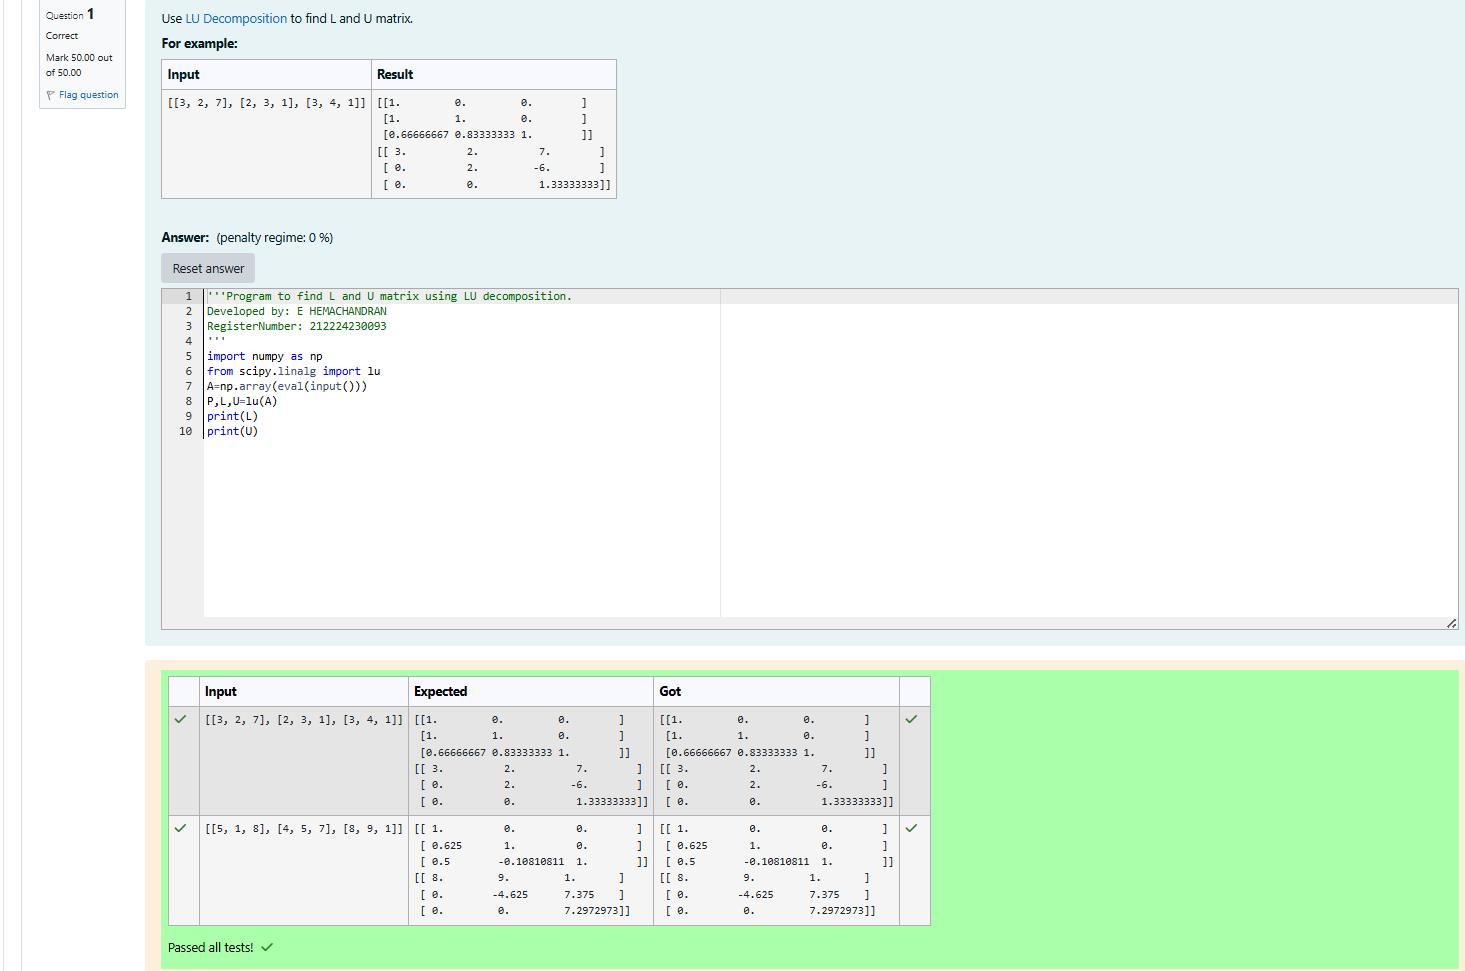 Question 1
Correct
Mark 50.00 out
of 50.00
Flag question
Use LU Decomposition to find L and U matrix.
For example:
Input Result
[[3, 2, 7], [2, 3, 1], [3, 4, 1]] [[1. 0. 0. ]
[1. 1. 0. ]
[0.66666667 0.83333333 1. ]]
[[ 3. 2. 7. ]
[ 0. 2. -6. ]
[ 0. 0. 1.33333333]]
Answer: (penalty regime: 0 %)
Reset answer
1 '''Program to find L and U matrix using LU decomposition.
2 Developed by: E HEMACHANDRAN
3 RegisterNumber: 212224230093
4 '''
5 import numpy as np
6 from scipy.linalg import lu
7 A=np.array(eval(input()))
8 P,L,U=lu(A)
9 print(L)
10 print(U)
Input Expected Got
[[3, 2, 7], [2, 3, 1], [3, 4, 1]] [[1. 0. 0. ] [[1. 0. 0. ]
[1. 1. 0. ] [1. 1. 0. ]
[0.66666667 0.83333333 1. ]] [0.66666667 0.83333333 1. ]]
[[ 3. 2. 7. ] [[ 3. 2. 7. ]
[ 0. 2. -6. ] [ 0. 2. -6. ]
[ 0. 0. 1.33333333]] [ 0. 0. 1.33333333]]
[[5, 1, 8], [4, 5, 7], [8, 9, 1]] [[ 1. 0. 0. ] [[ 1. 0. 0. ]
[ 0.625 1. 0. ] [ 0.625 1. 0. ]
[ 0.5 -0.10810811 1. ]] [ 0.5 -0.10810811 1. ]]
[[ 8. 9. 1. ] [[ 8. 9. 1. ]
[ 0. -4.625 7.375 ] [ 0. -4.625 7.375 ]
[ 0. 0. 7.2972973]] [ 0. 0. 7.2972973]]
Passed all tests!